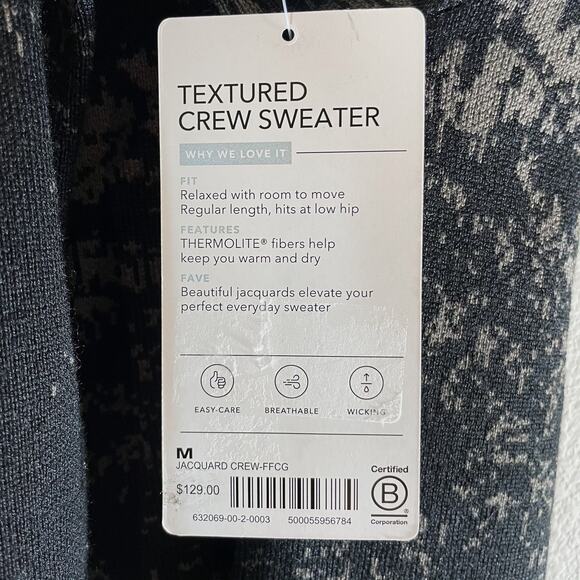 TEXTURED
CREW SWEATER
WHY WE LOVE IT
FIT
Relaxed with room to move
Regular length, hits at low hip
FEATURES
THERMOLITE® fibers help
keep you warm and dry
FAVE
Beautiful jacquards elevate your
perfect everyday sweater
EASY-CARE
BREATHABLE
WICKING
M
JACQUARD CREW-FFCG
$129.00
632069-00-2-0003 500055956784
Certified
B
®
Corporation